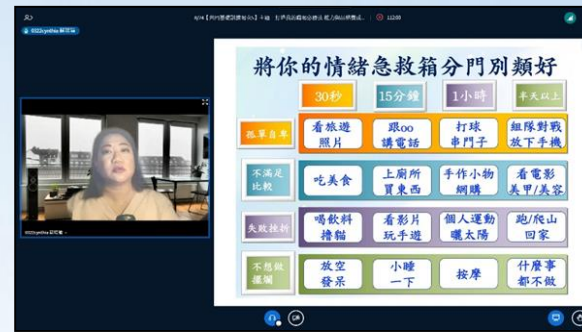 將你的情緒急救箱分門別類好
30秒
15分鐘
1小時
半天以上
孤單自卑
看旅遊
照片
跟oo
講電話
打球
串門子
組隊對戰
放下手機
不滿足
比較
吃美食
上廁所
買東西
手作小物
網購
看電影
美甲/美容
失敗挫折
喝飲料
擼貓
看影片
玩手遊
個人運動
曬太陽
跑/爬山
回家
不想做
擺爛
放空
發呆
小睡
一下
按摩
什麼事
都不做